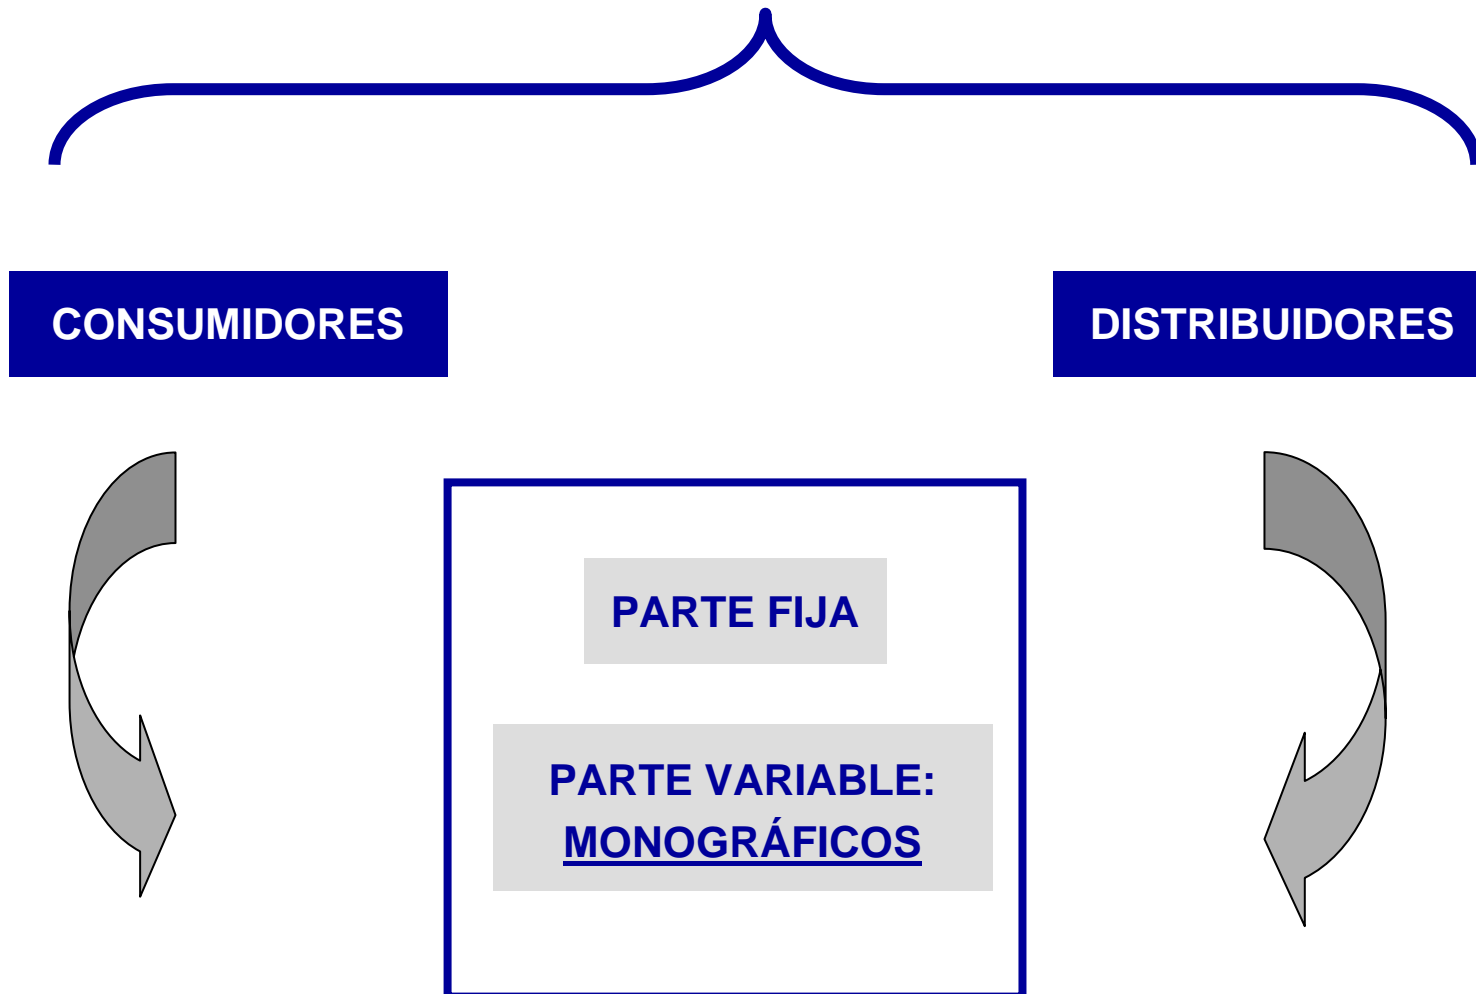 CONSUMIDORES
DISTRIBUIDORES
PARTE FIJA
PARTE VARIABLE:
MONOGRÁFICOS